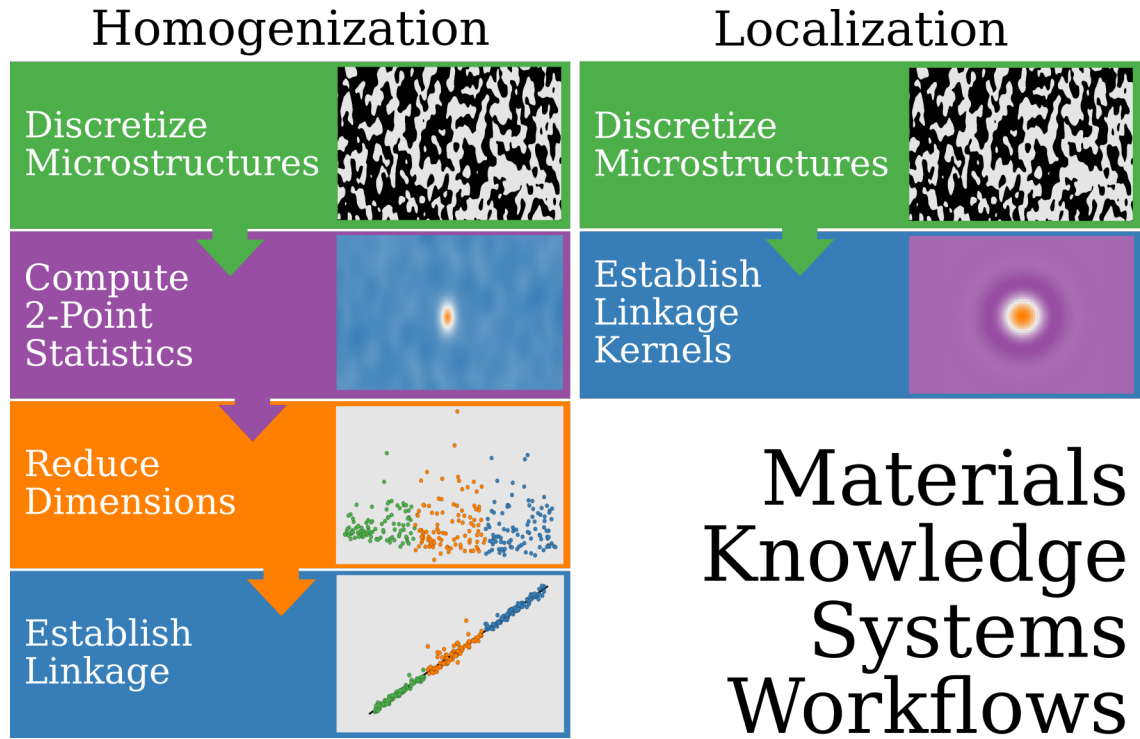 Homogenization
Discretize
Microstructures
Compute
2-Point
Statistics
Reduce
Dimensions
Establish
Linkage
Localization
Discretize
Microstructures
Establish
Linkage
Kernels
Materials
Knowledge
Systems
Workflows